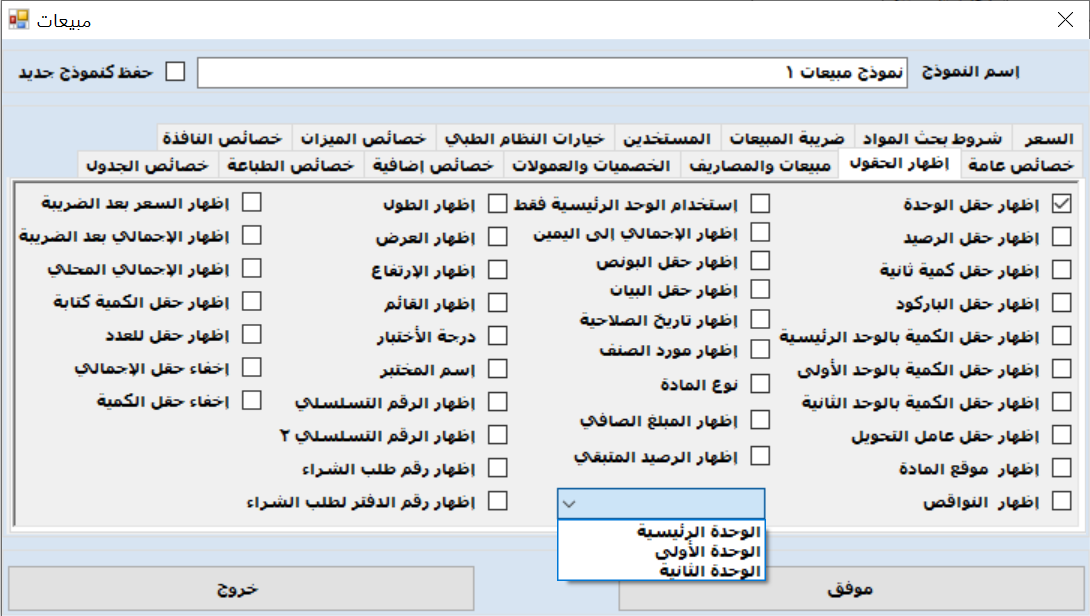 مبيعات
إسم النموذج
نموذج مبيعات ١
حفظ كنموذج جديد
السعر
شروط بحث المواد
ضريبة المبيعات
المستخدين
خيارات النظام الطبي
خصائص الميزان
خصائص النافذة
خصائص عامة
إظهار الحقول
مبيعات والمصاريف
الخصميات والعمولات
خصائص إضافية
خصائص الطباعة
خصائص الجدول
إظهار حقل الوحدة
إظهار حقل الرصيد
إظهار حقل كمية ثانية
إظهار حقل الباركود
إظهار حقل الكمية بالوحد الرئيسية
إظهار حقل الكمية بالوحد الأولى
إظهار حقل الكمية بالوحد الثانية
إظهار حقل عامل التحويل
إظهار موقع المادة
إظهار النواقص
إستخدام الوحد الرئيسية فقط
إظهار الإجمالي إلى اليمين
إظهار حقل البونص
إظهار حقل البيان
إظهار تاريخ الصلاحية
إظهار مورد الصنف
نوع المادة
إظهار المبلغ الصافي
إظهار الرصيد المتبقي
الوحدة الرئيسية
الوحدة الأولى
الوحدة الثانية
إظهار الطول
إظهار العرض
إظهار الإرتفاع
إظهار القائم
درجة الأختبار
إسم المختبر
إظهار الرقم التسلسلي
إظهار الرقم التسلسلي ٢
إظهار رقم طلب الشراء
إظهار رقم الدفتر لطلب الشراء
إظهار السعر بعد الضريبة
إظهار الإجمالي بعد الضريبة
إظهار الإجمالي المحلي
إظهار حقل الكمية كتابة
إظهار حقل للعدد
إخفاء حقل الإجمالي
إخفاء حقل الكمية
موفق
خروج